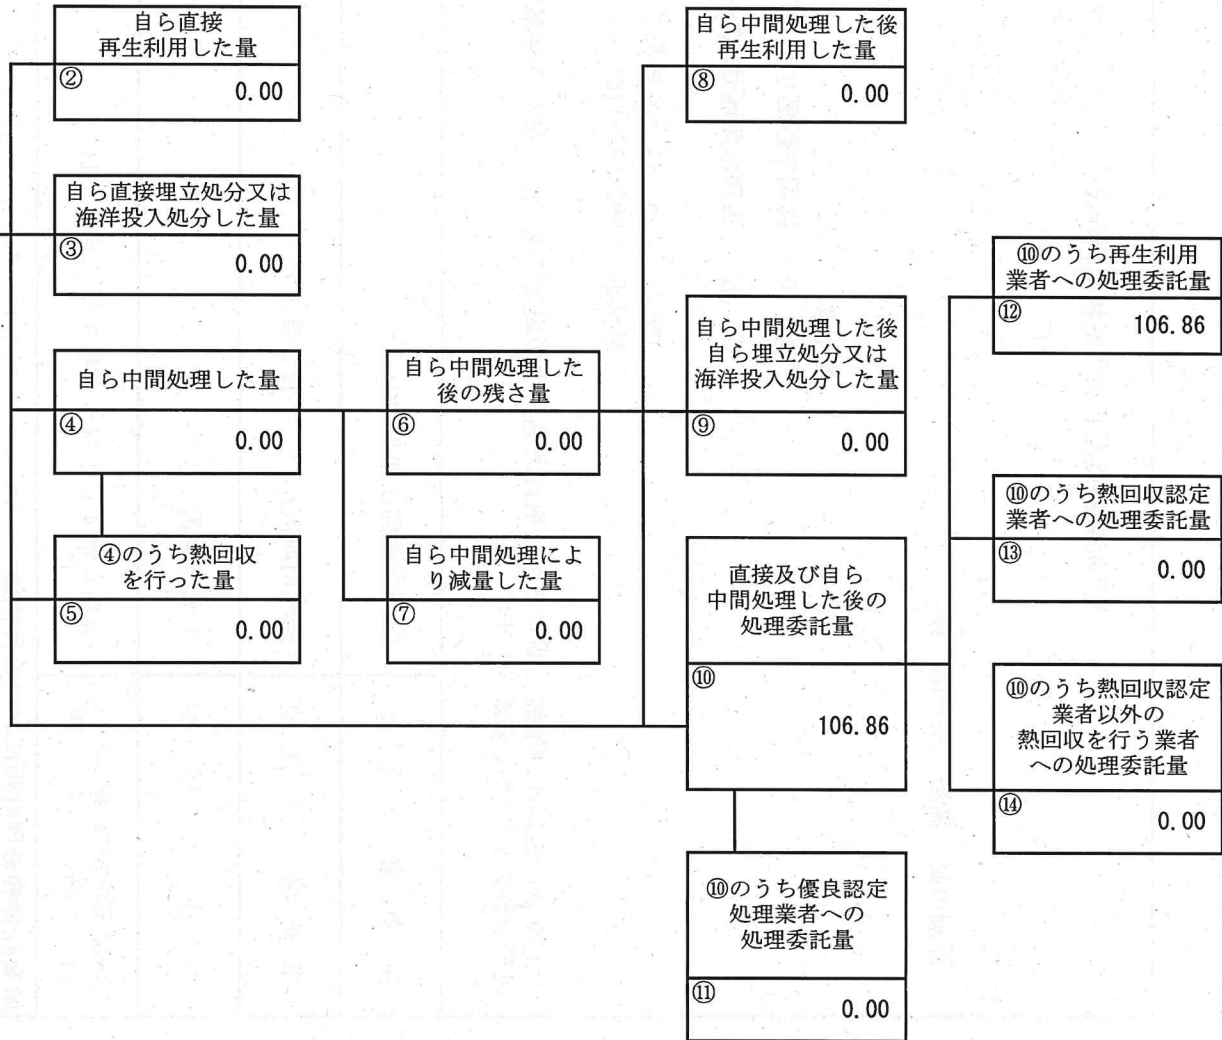 自ら直接
再生利用した量
②
0.00
自ら直接埋立処分又は
海洋投入処分した量
③
0.00
自ら中間処理した量
④
0.00
④のうち熱回収
を行った量
⑤
0.00
自ら中間処理した
後の残さ量
⑥
0.00
自ら中間処理によ
り減量した量
⑦
0.00
自ら中間処理した後
再生利用した量
⑧
0.00
自ら中間処理した後
自ら埋立処分又は
海洋投入処分した量
⑨
0.00
直接及び自ら
中間処理した後の
処理委託量
⑩
106.86
⑩のうち優良認定
処理業者への
処理委託量
⑪
0.00
⑩のうち再生利用
業者への処理委託量
⑫
106.86
⑩のうち熱回収認定
業者への処理委託量
⑬
0.00
⑩のうち熱回収認定
業者以外の
熱回収を行う業者
への処理委託量
⑭
0.00